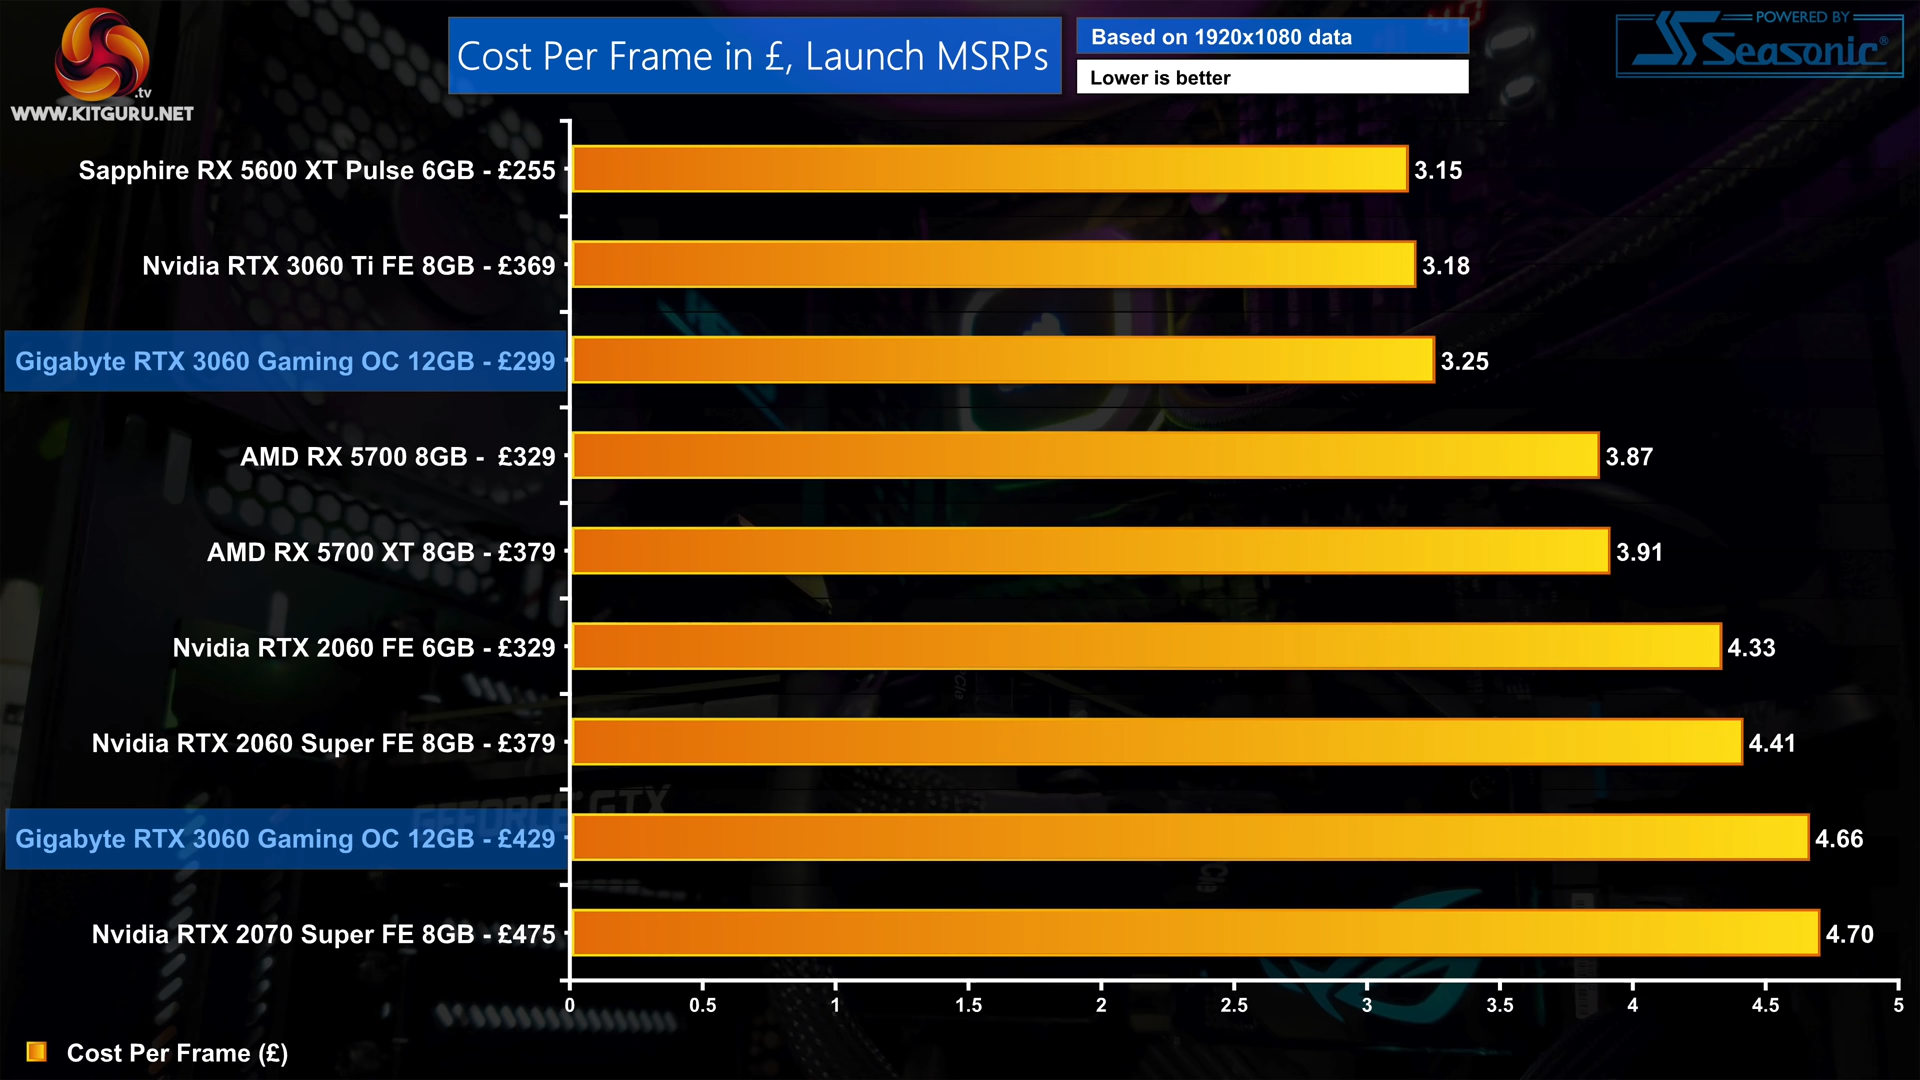 .tv
WWW.KITGURU.NET
Cost Per Frame in £, Launch MSRPs
Based on 1920x1080 data
Lower is better
POWERED BY
Seasonic®
Sapphire RX 5600 XT Pulse 6GB - £255
3.15
Nvidia RTX 3060 Ti FE 8GB - £369
3.18
Gigabyte RTX 3060 Gaming OC 12GB - £299
3.25
AMD RX 5700 8GB -  £329
3.87
AMD RX 5700 XT 8GB - £379
3.91
Nvidia RTX 2060 FE 6GB - £329
4.33
Nvidia RTX 2060 Super FE 8GB - £379
4.41
GEFORCE GTX
Gigabyte RTX 3060 Gaming OC 12GB - £429
4.66
Nvidia RTX 2070 Super FE 8GB - £475
4.70
0 0.5 1 1.5 2 2.5 3 3.5 4 4.5 5
Cost Per Frame (£)